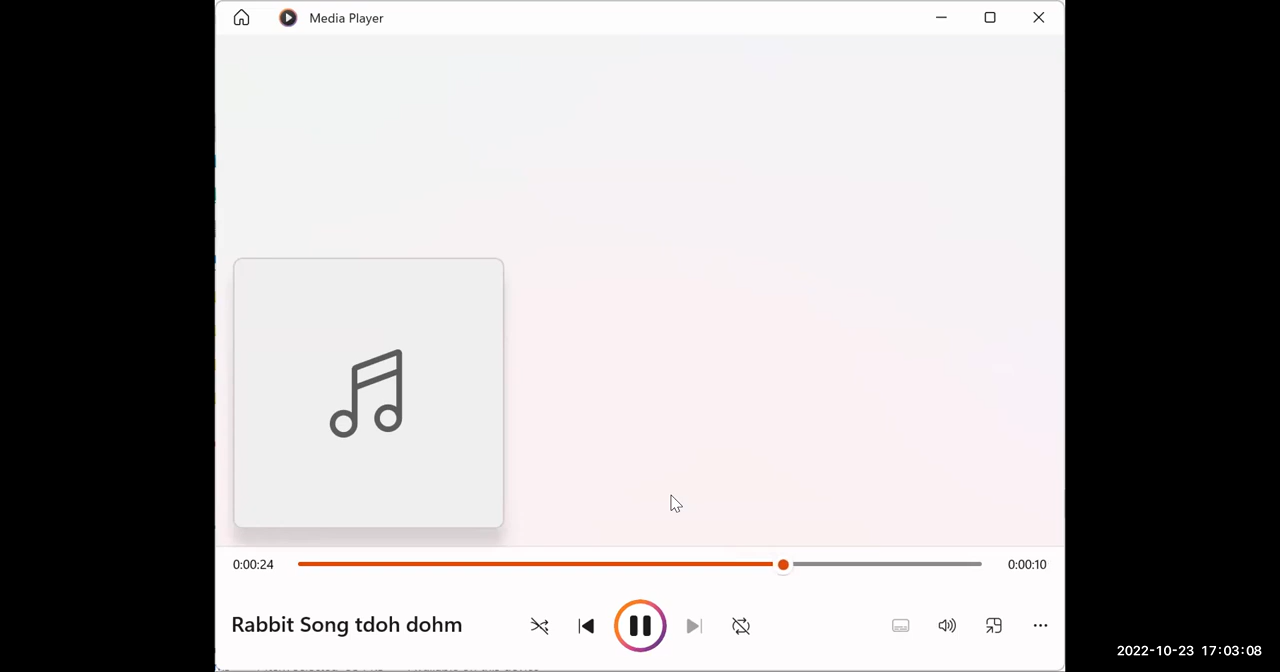 Media Player
0:00:24
0:00:10
Rabbit Song tdoh dohm
2022-10-23 17:03:08